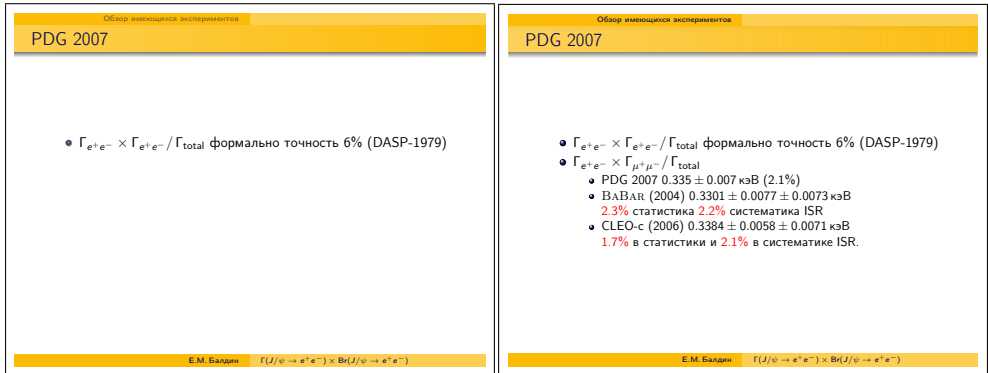 Обзор имеющихся экспериментов
PDG 2007
Γe+e− × Γe+e−/Γtotal формально точность 6% (DASP-1979)
Е.М. Балдин Γ(J/ψ → e+e−) × Br(J/ψ → e+e−)
Обзор имеющихся экспериментов
PDG 2007
Γe+e− × Γe+e−/Γtotal формально точность 6% (DASP-1979)
Γe+e− × Γμ+μ−/Γtotal
PDG 2007 0.335 ± 0.007 кэВ (2.1%)
BABAR (2004) 0.3301 ± 0.0077 ± 0.0073 кэВ
2.3% статистика 2.2% систематика ISR
CLEO-c (2006) 0.3384 ± 0.0058 ± 0.0071 кэВ
1.7% в статистики и 2.1% в систематике ISR.
Е.М. Балдин Γ(J/ψ → e+e−) × Br(J/ψ → e+e−)